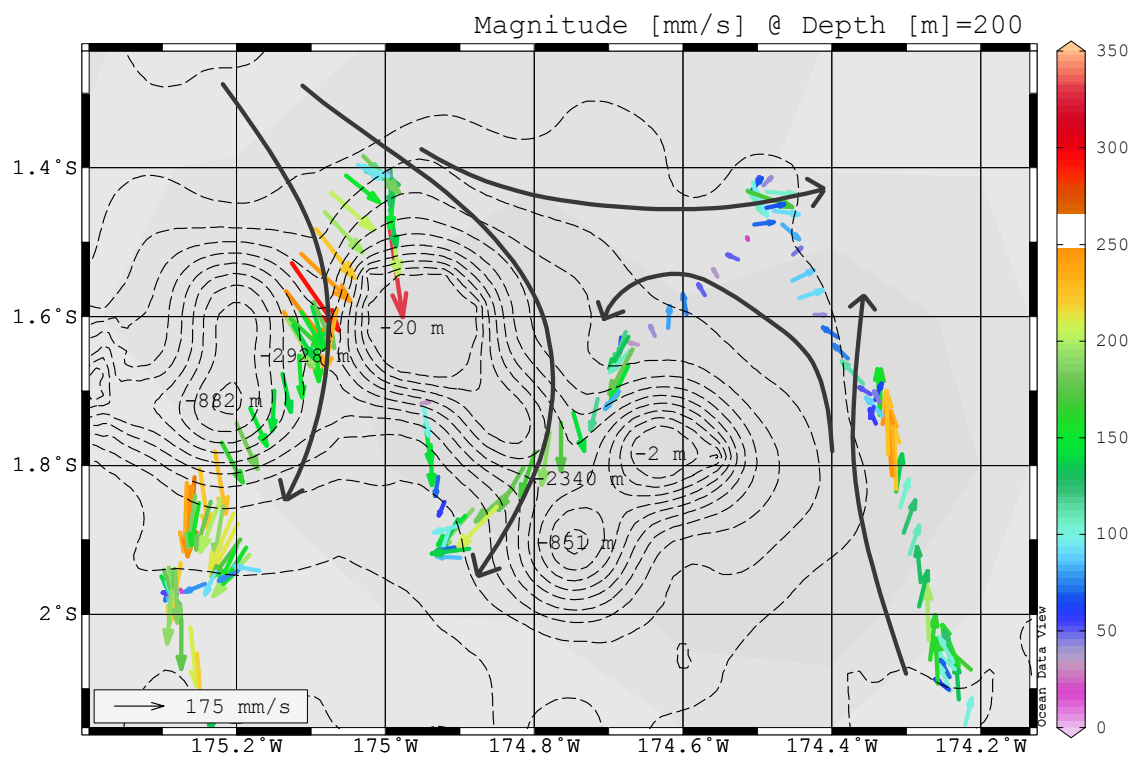 Magnitude [mm/s] @ Depth [m]=200
350
300
250
200
150
100
50
0
1.4°S
1.6°S
1.8°S
2°S
-20 m
-2928 m
-882 m
-2 m
-2340 m
-851 m
175 mm/s
175.2°W
175°W
174.8°W
174.6°W
174.4°W
174.2°W
Ocean Data View